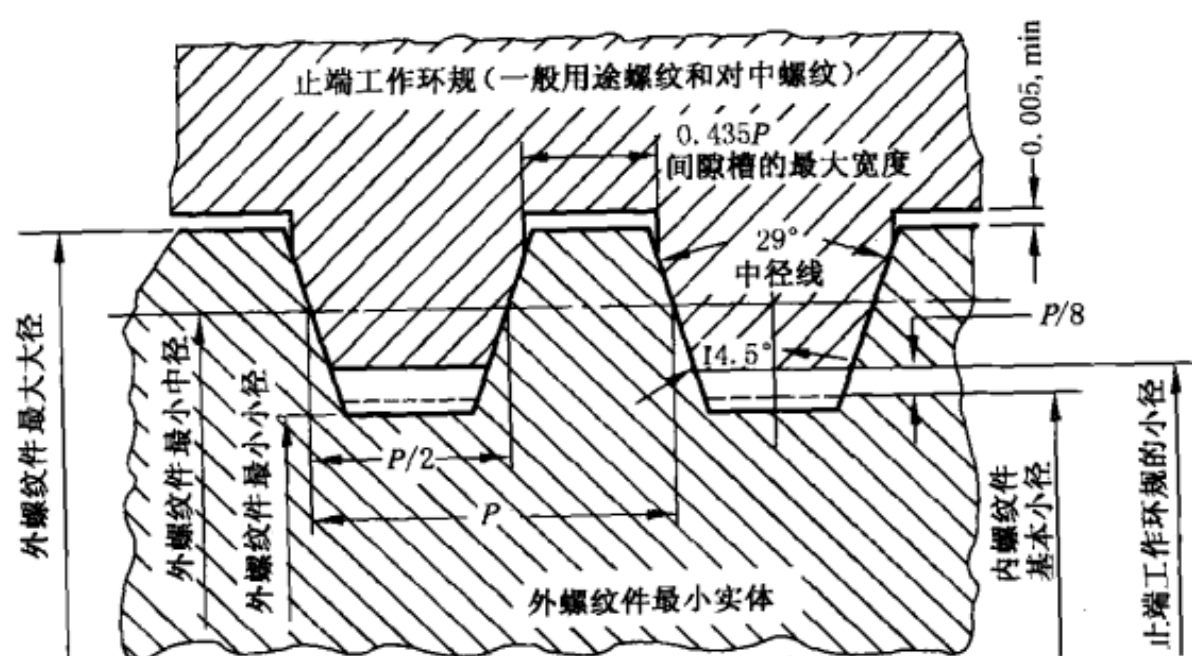 止端工作环规(一般用途螺纹和对中螺纹)
0.005, min
0.435P
间隙槽的最大宽度
29°
中径线
P/8
14.5°
P/2
P
外螺纹件最大大径
外螺纹件最小中径
外螺纹件最小小径
内螺纹件
基本小径
止端工作环规的小径
外螺纹件最小实体